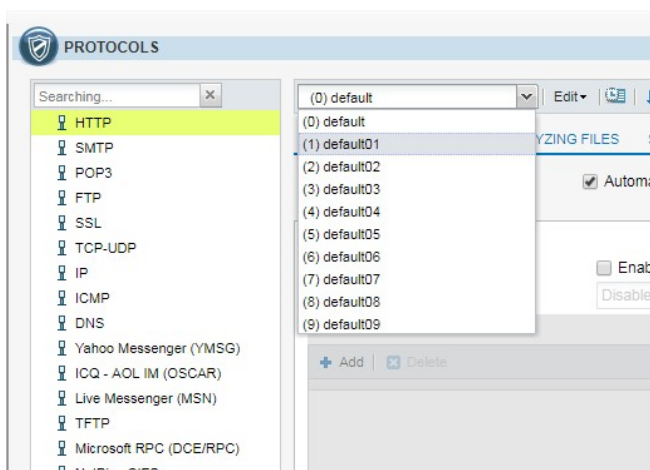 PROTOCOLS
Searching...
HTTP
SMTP
POP3
FTP
SSL
TCP-UDP
IP
ICMP
DNS
Yahoo Messenger (YMSG)
ICQ - AOL IM (OSCAR)
Live Messenger (MSN)
TFTP
Microsoft RPC (DCE/RPC)
(0) default
Edit
(0) default
(1) default01
(2) default02
(3) default03
(4) default04
(5) default05
(6) default06
(7) default07
(8) default08
(9) default09
YZING FILES
Automa
Enab
Disable
Add
Delete